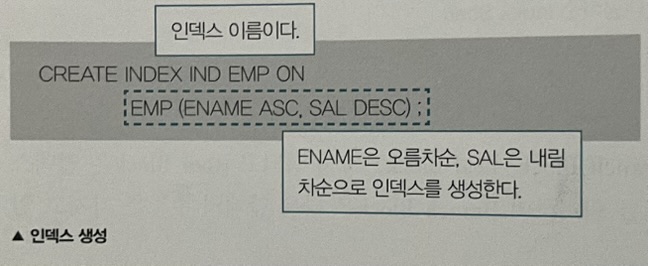 인덱스 이름이다.
CREATE INDEX IND EMP ON
EMP (ENAME ASC, SAL DESC) ;
ENAME은 오름차순, SAL은 내림
차순으로 인덱스를 생성한다.
▲ 인덱스 생성